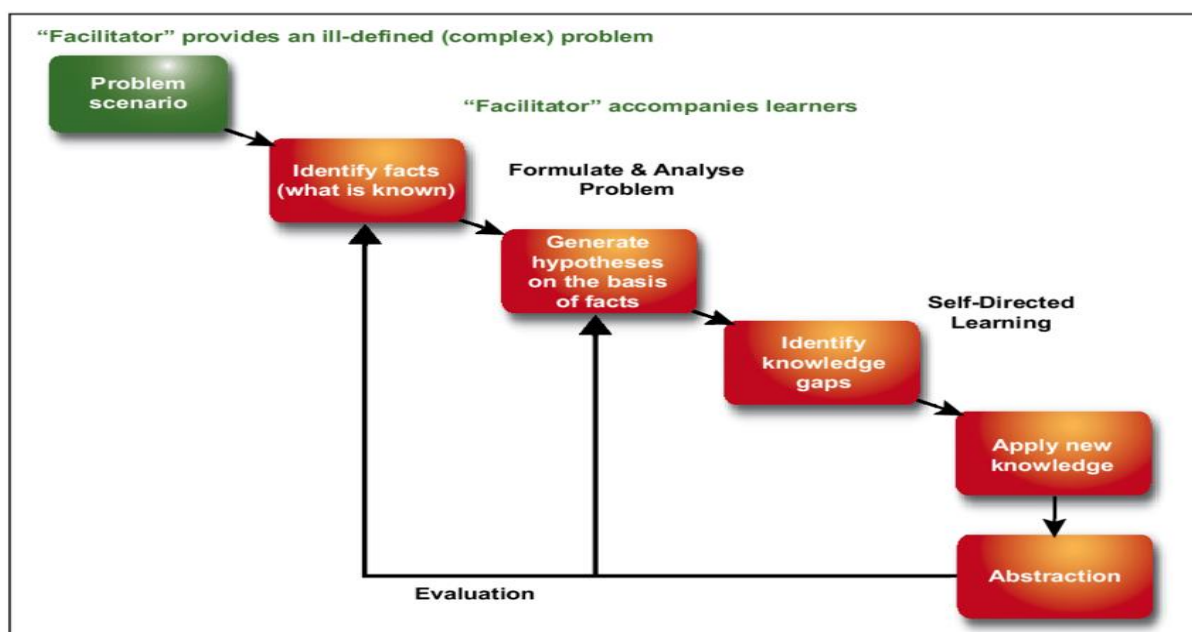 “Facilitator” provides an ill-defined (complex) problem
Problem
scenario
“Facilitator” accompanies learners
Identify facts
(what is known)
Formulate & Analyse
Problem
Generate
hypotheses
on the basis
of facts
Self-Directed
Learning
Identify
knowledge
gaps
Apply new
knowledge
Abstraction
Evaluation